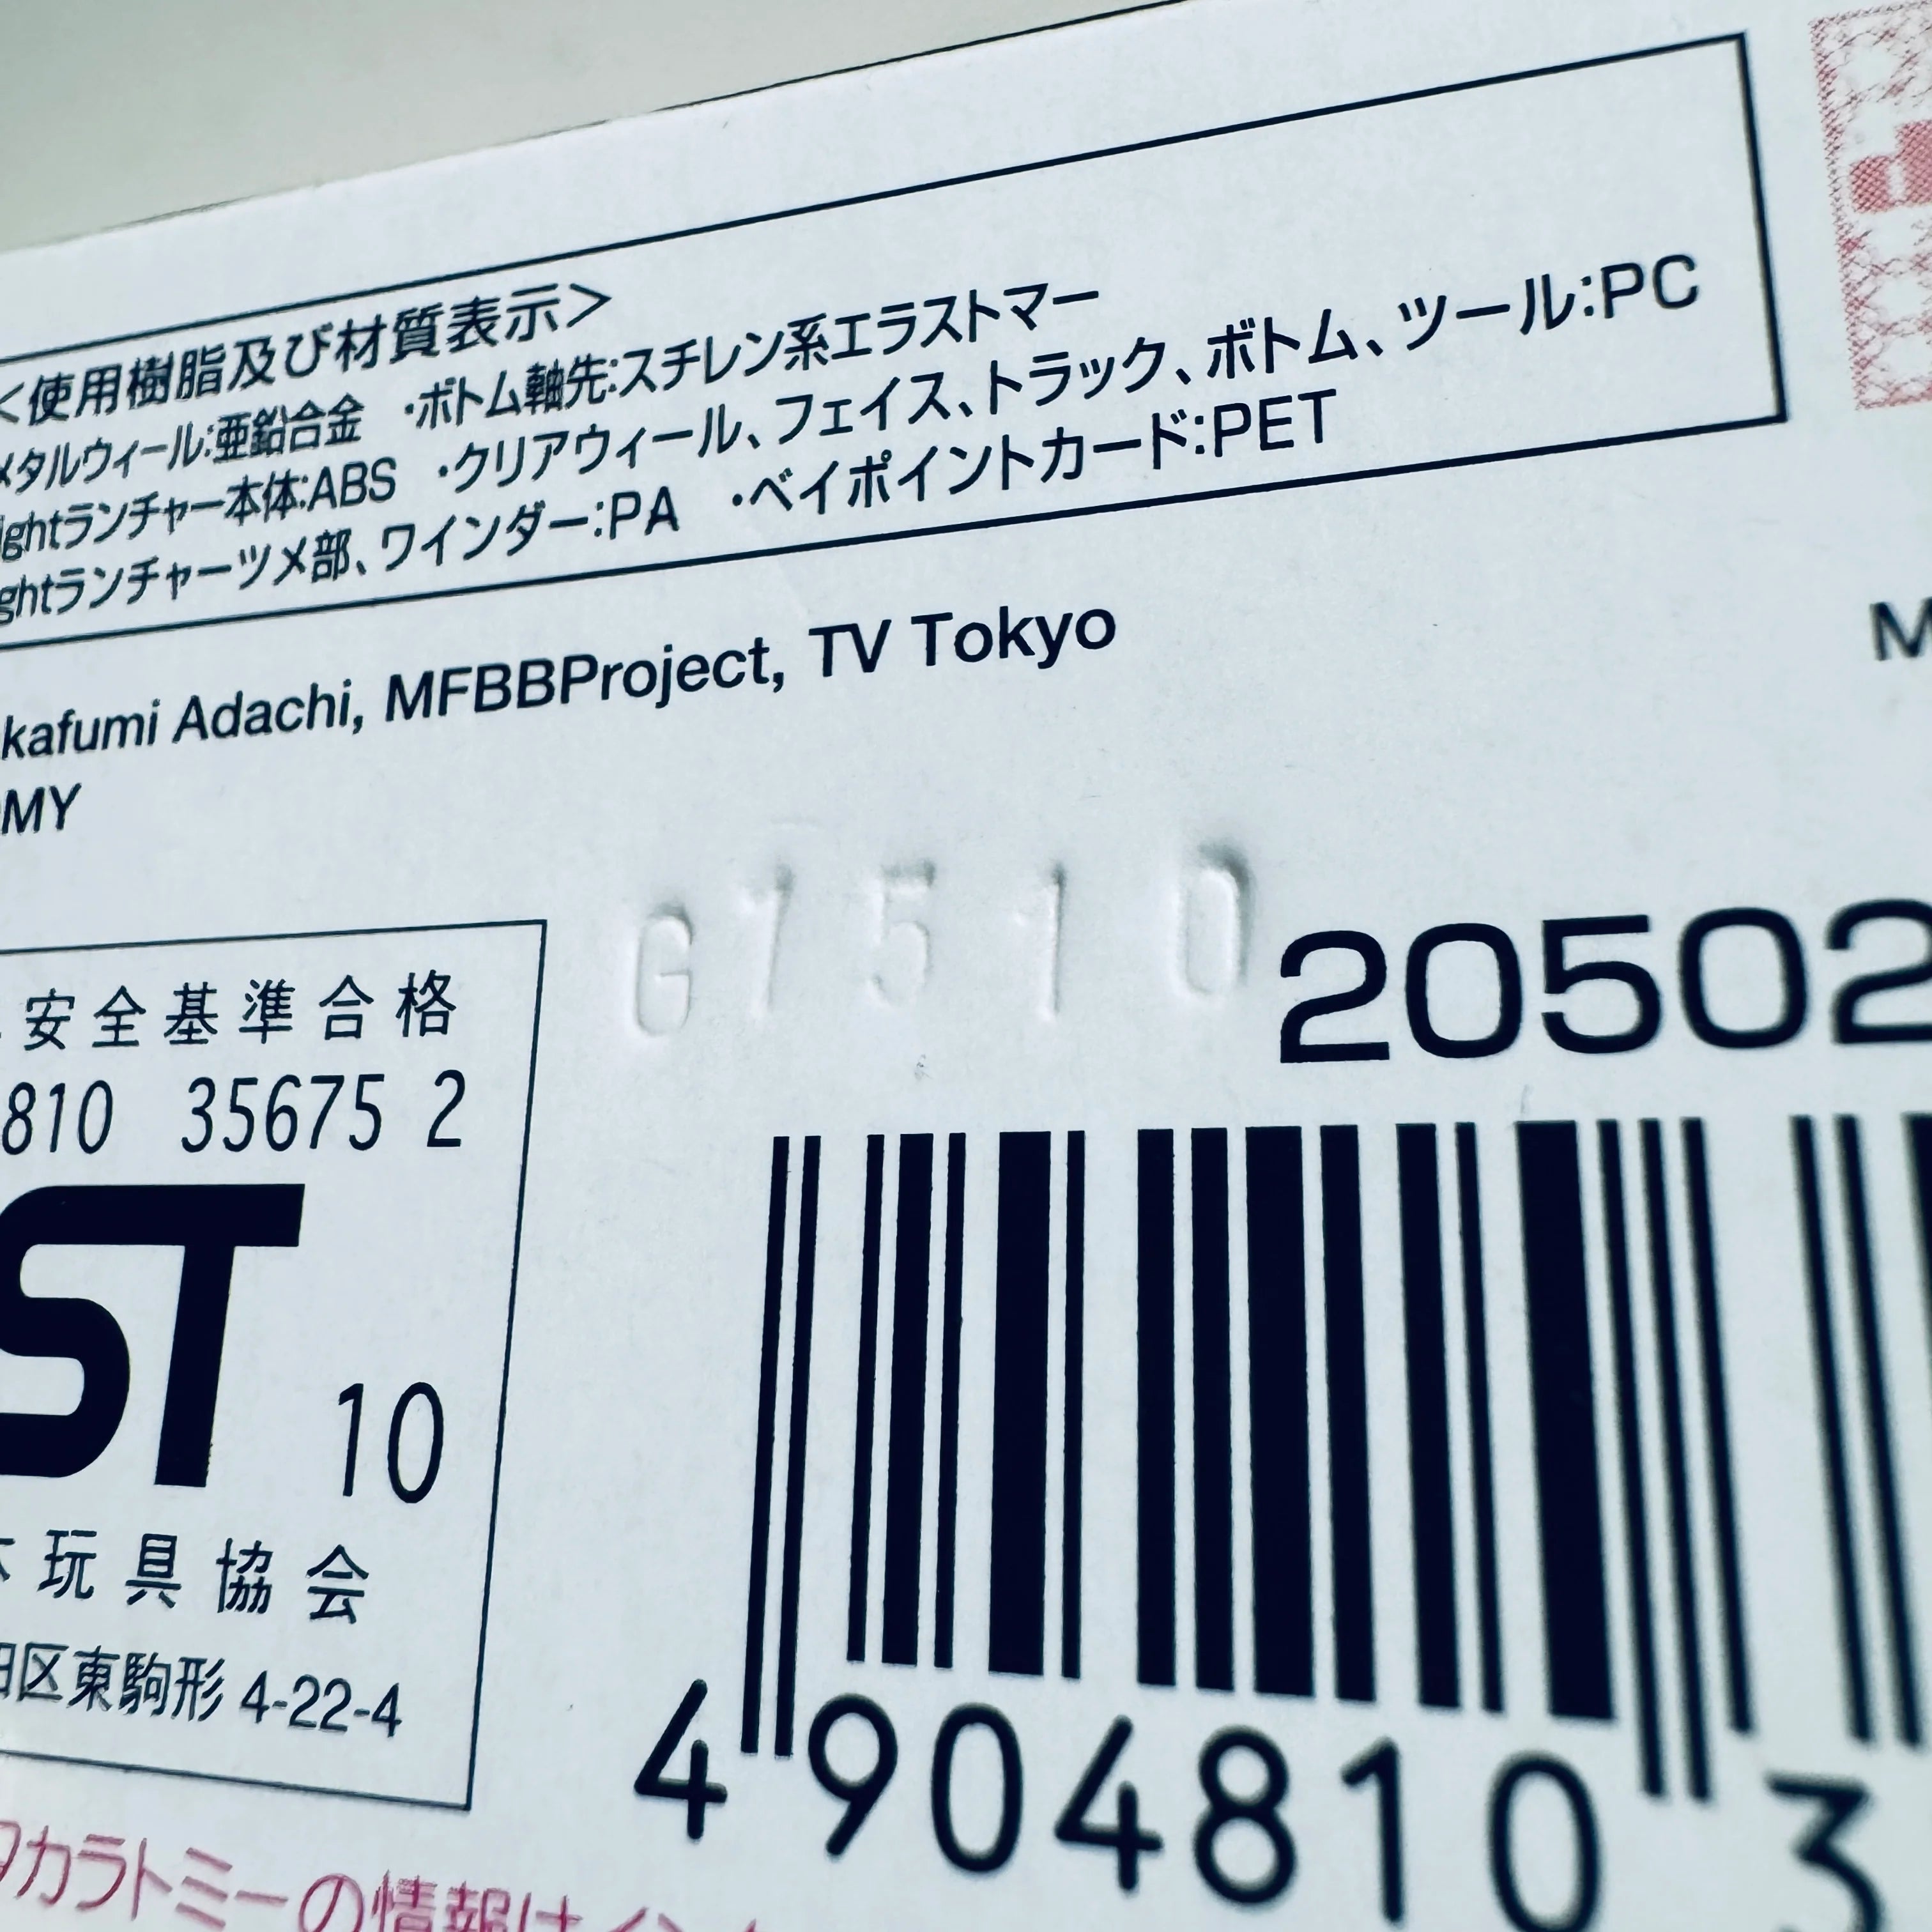 <使用樹脂及び材質表示>
メタルウィール:亜鉛合金 ・ボトム軸先:スチレン系エラストマー
ightランチャー本体:ABS ・クリアウィール、フェイス、トラック、ボトム、ツール:PC
ghtランチャーツメ部、ワインダー:PA ・ベイポイントカード:PET
kafumi Adachi, MFBBProject, TV Tokyo
MY
M
G7510
20502
安全基準合格
810 35675 2
ST 10
玩具協会
区東駒形 4-22-4
4 904810 3
タカラトミーの情報は